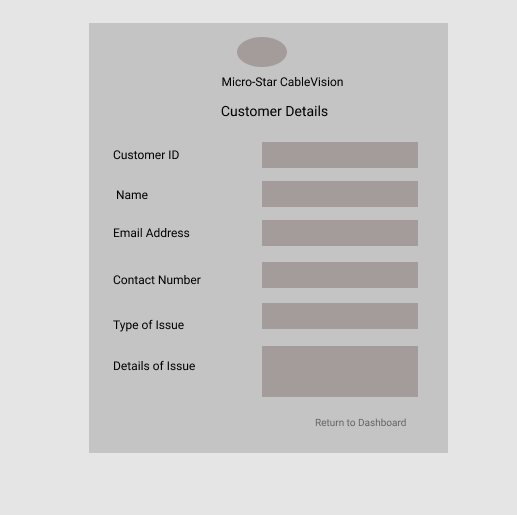 Micro-Star CableVision
Customer Details
Customer ID
Name
Email Address
Contact Number
Type of Issue
Details of Issue
Return to Dashboard